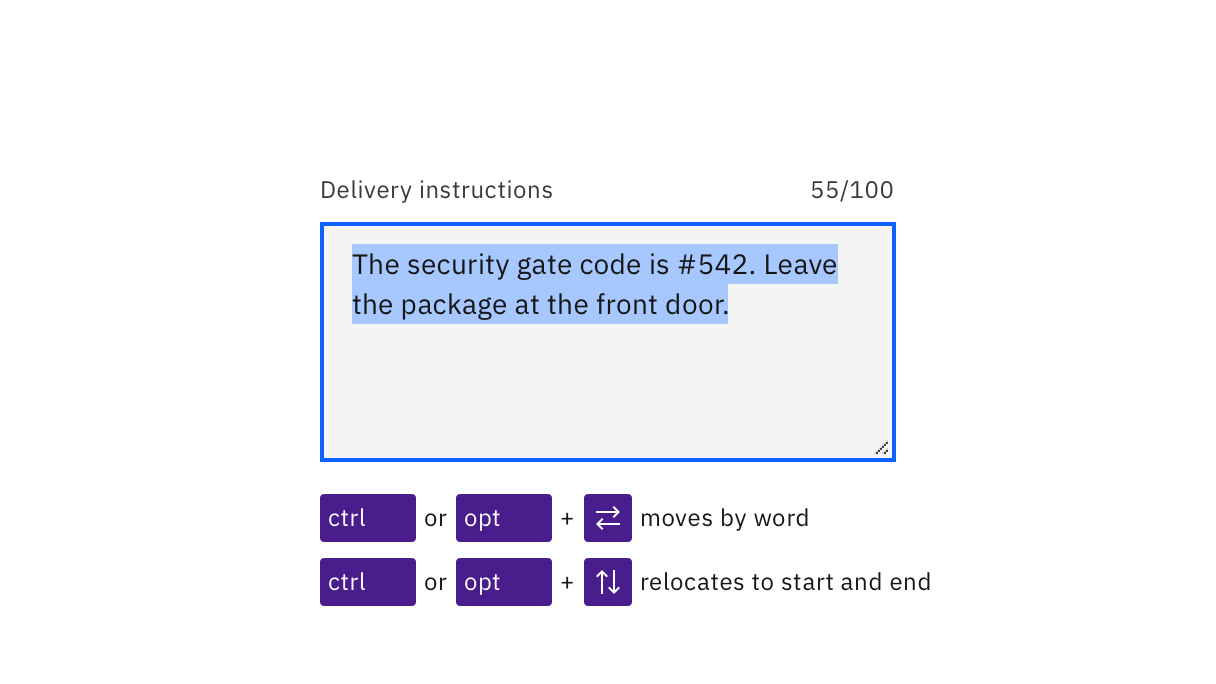 Delivery instructions 55/100
The security gate code is #542. Leave
the package at the front door.
ctrl or opt + ⇄ moves by word
ctrl or opt + ↑↓ relocates to start and end